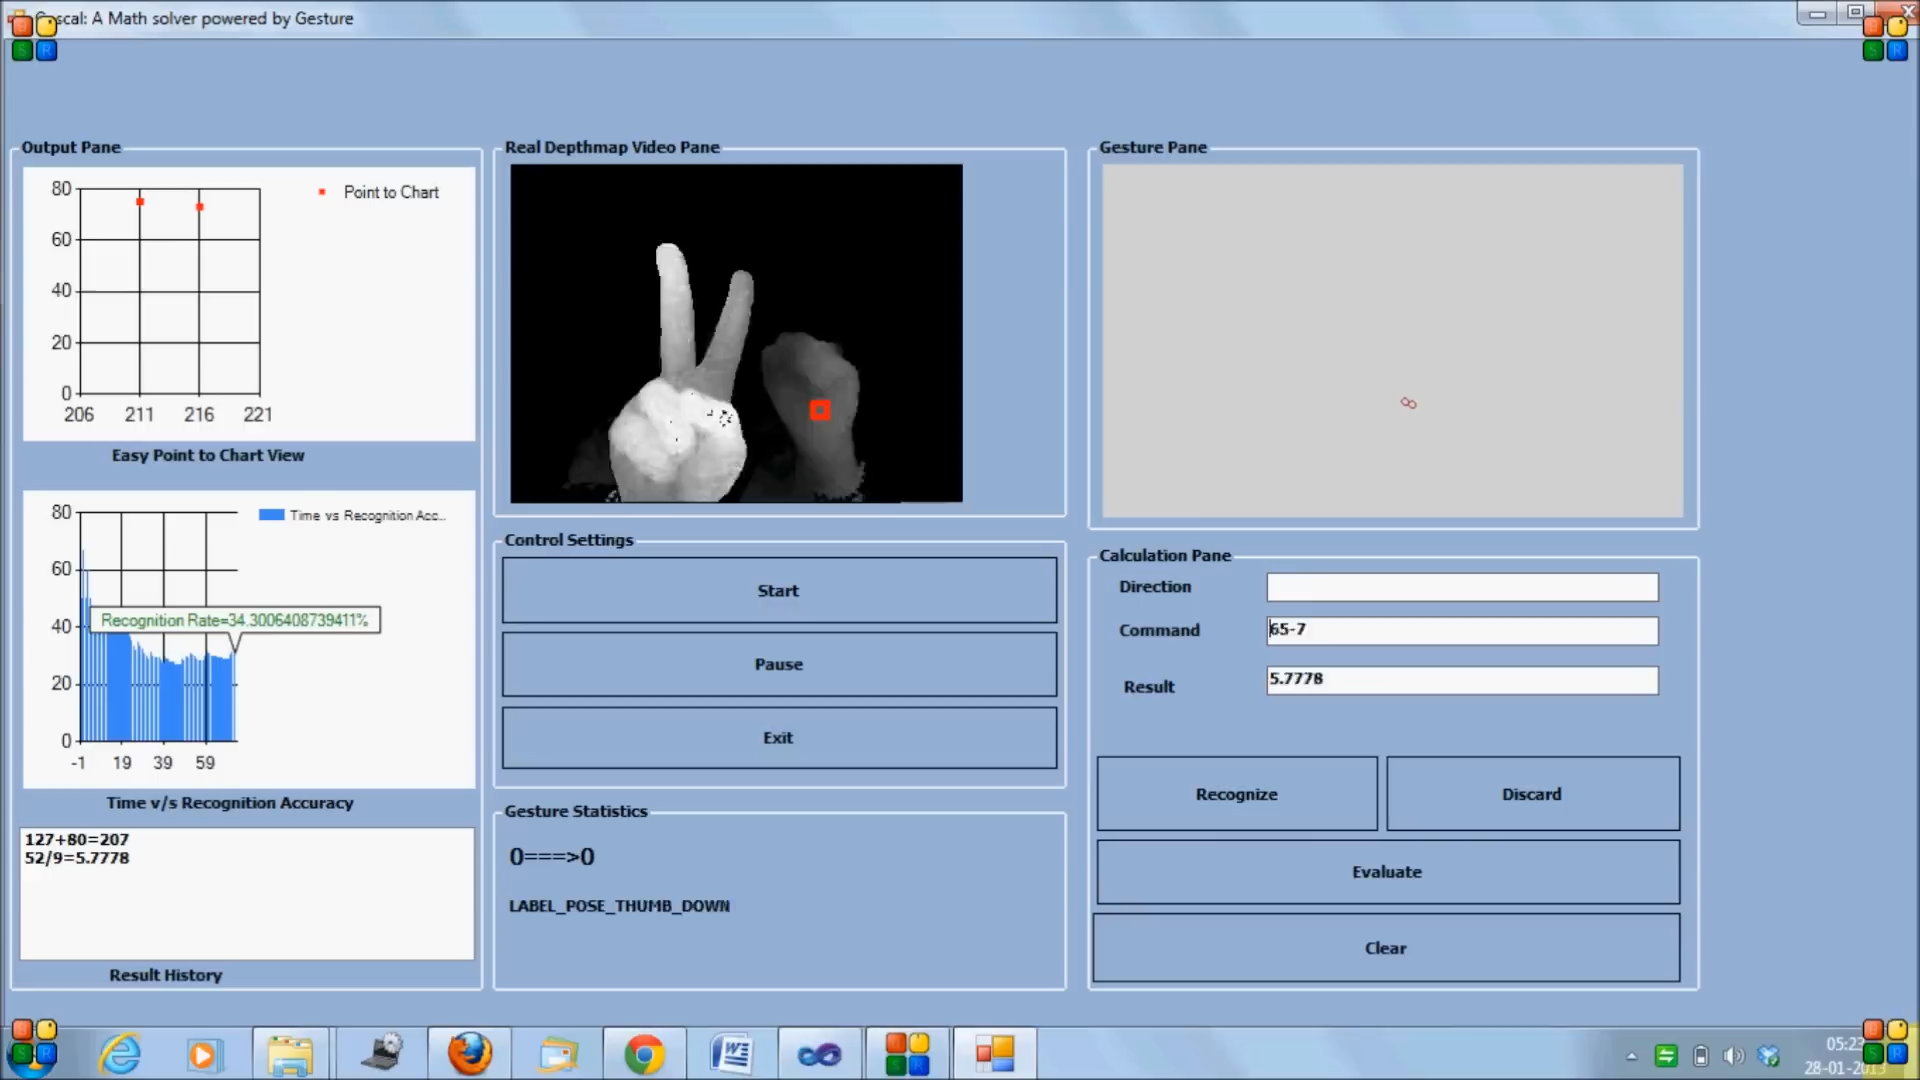 ascal: A Math solver powered by Gesture
Output Pane
80
60
40
20
0
206 211 216 221
Point to Chart
Easy Point to Chart View
80
60
40
20
0
-1 19 39 59
Time vs Recognition Acc..
Recognition Rate=34.3006408739411%
Time v/s Recognition Accuracy
127+80=207
52/9=5.7778
Result History
Real Depthmap Video Pane
Control Settings
Start
Pause
Exit
Gesture Statistics
0===>0
LABEL_POSE_THUMB_DOWN
Gesture Pane
Calculation Pane
Direction
Command 65-7
Result 5.7778
Recognize Discard
Evaluate
Clear
05:23
28-01-2013